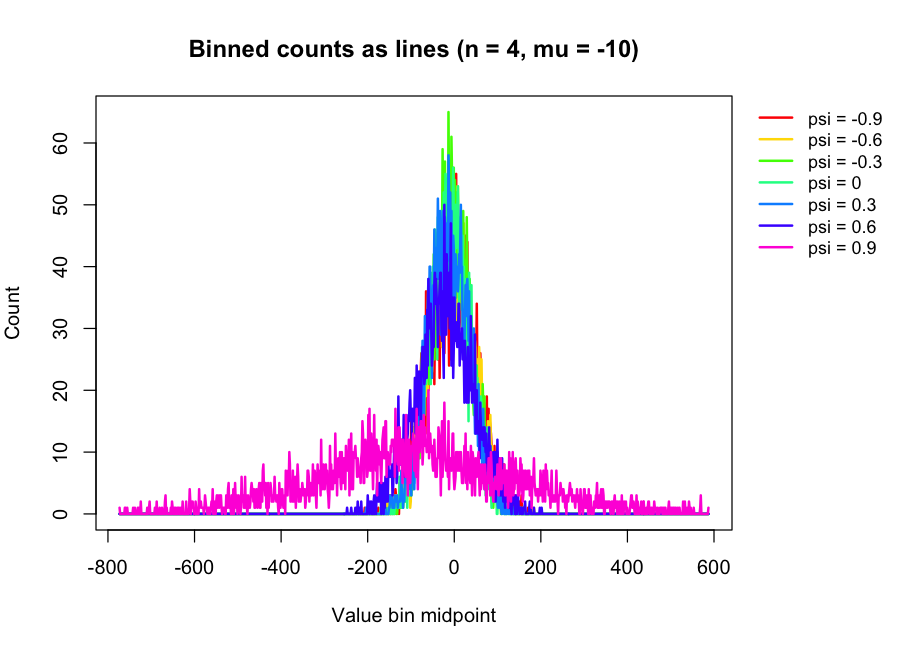 Binned counts as lines (n = 4, mu = -10)
psi = -0.9
psi = -0.6
psi = -0.3
psi = 0
psi = 0.3
psi = 0.6
psi = 0.9
Count
60
50
40
30
20
10
0
-800 -600 -400 -200 0 200 400 600
Value bin midpoint